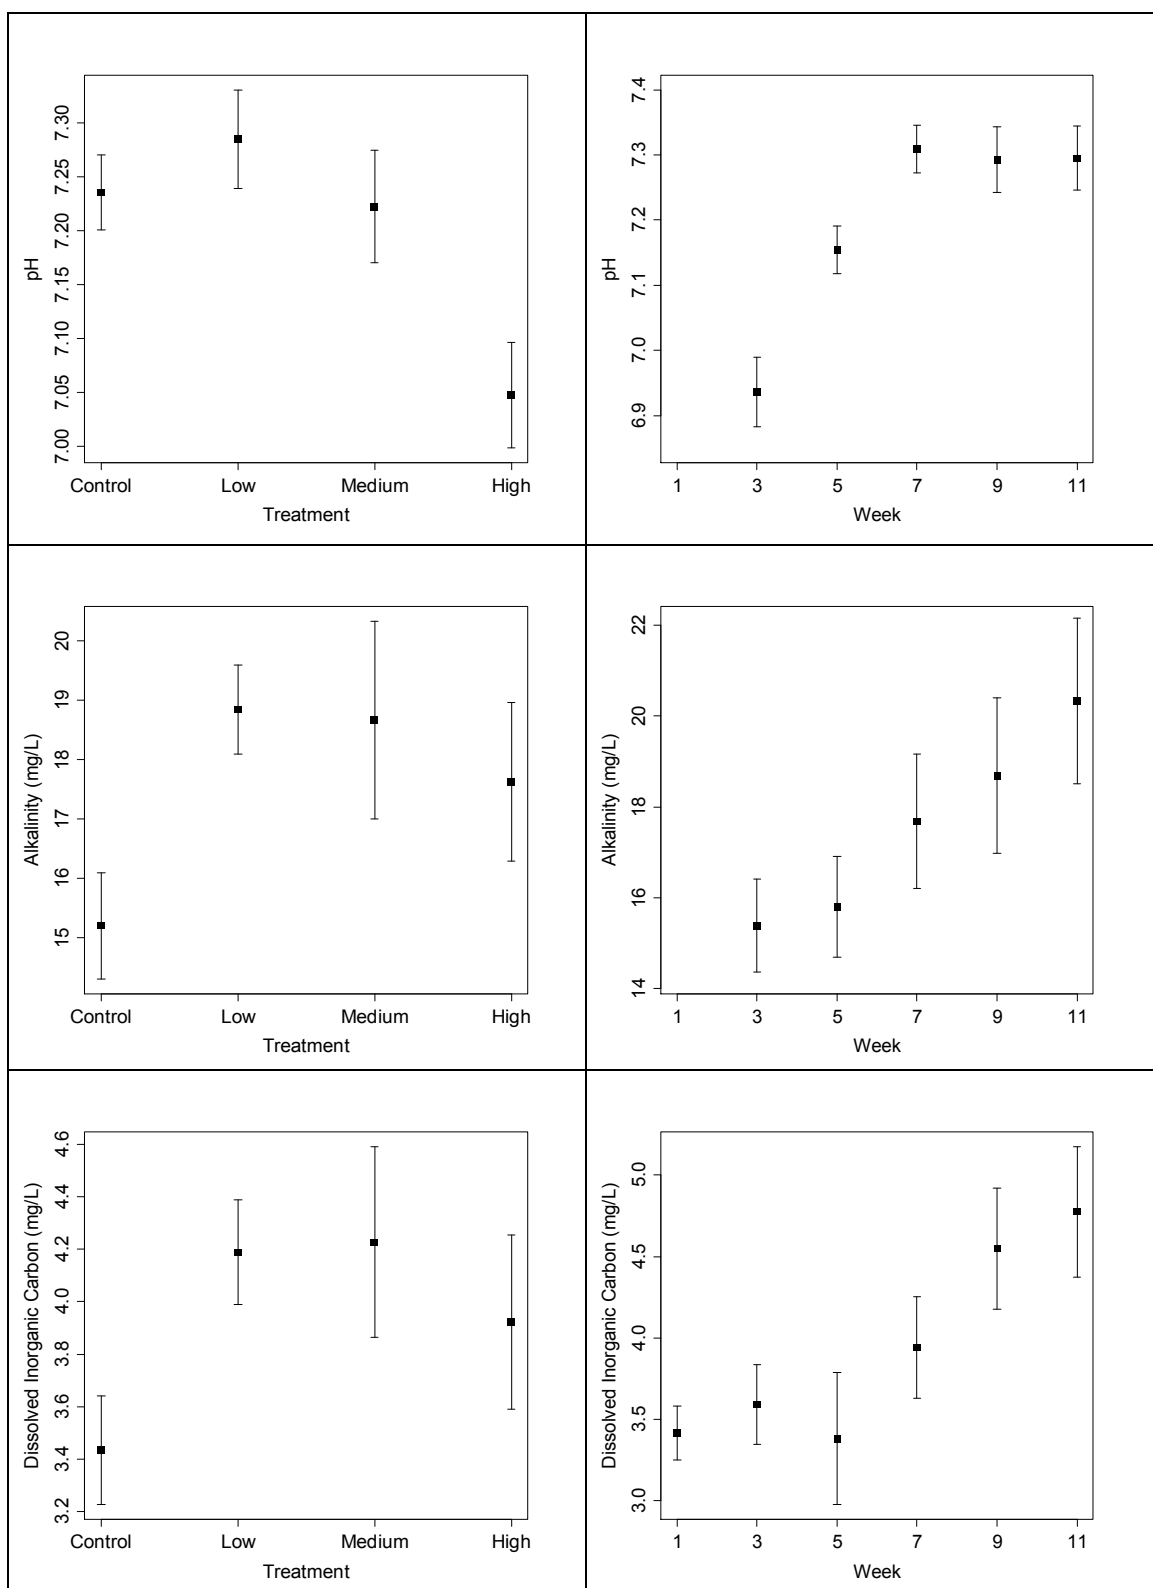 pH
7.30
7.25
7.20
7.15
7.10
7.05
7.00
Control Low Medium High
Treatment
pH
7.4
7.3
7.2
7.1
7.0
6.9
1 3 5 7 9 11
Week
Alkalinity (mg/L)
20
19
18
17
16
15
Control Low Medium High
Treatment
Alkalinity (mg/L)
22
20
18
16
14
1 3 5 7 9 11
Week
Dissolved Inorganic Carbon (mg/L)
4.6
4.4
4.2
4.0
3.8
3.6
3.4
3.2
Control Low Medium High
Treatment
Dissolved Inorganic Carbon (mg/L)
5.0
4.5
4.0
3.5
3.0
1 3 5 7 9 11
Week